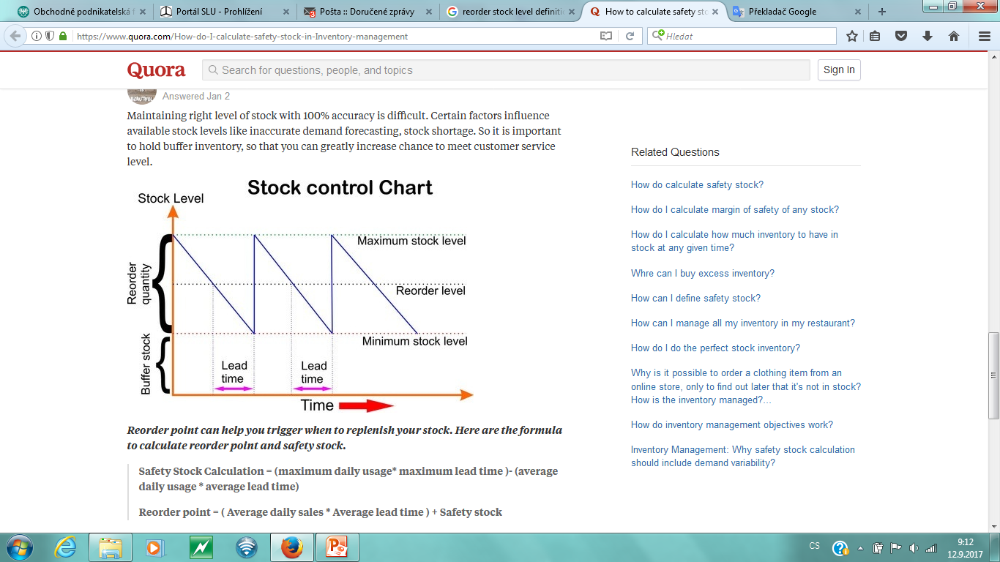 Obchodně podnikatelská f
Portál SLU - Prohlížení
Pošta :: Doručené zprávy
reorder stock level definiti
How to calculate safety sto
Překladač Google
https://www.quora.com/How-do-I-calculate-safety-stock-in-Inventory-management
Hledat
Quora
Search for questions, people, and topics
Sign In
BEAUTIFUL
Answered Jan 2
Maintaining right level of stock with 100% accuracy is difficult. Certain factors influence
available stock levels like inaccurate demand forecasting, stock shortage. So it is important
to hold buffer inventory, so that you can greatly increase chance to meet customer service
level.
Stock control Chart
Stock Level
Maximum stock level
Reorder
quantity
Reorder level
Minimum stock level
Buffer stock
Lead
time
Lead
time
Time
Reorder point can help you trigger when to replenish your stock. Here are the formula
to calculate reorder point and safety stock.
Safety Stock Calculation = (maximum daily usage* maximum lead time )- (average
daily usage * average lead time)
Reorder point = ( Average daily sales * Average lead time ) + Safety stock
Related Questions
How do calculate safety stock?
How do I calculate margin of safety of any stock?
How do I calculate how much inventory to have in
stock at any given time?
Whre can I buy excess inventory?
How can I define safety stock?
How can I manage all my inventory in my restaurant?
How do I do the perfect stock inventory?
Why is it possible to order a clothing item from an
online store, only to find out later that it's not in stock?
How is the inventory managed?...
How do inventory management objectives work?
Inventory Management: Why safety stock calculation
should include demand variability?
CS
9:12
12.9.2017